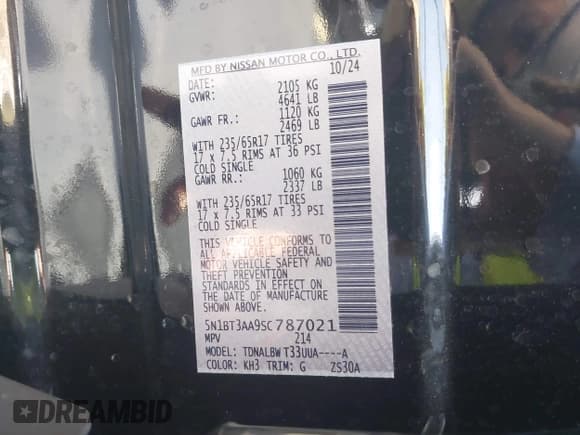 MFD BY NISSAN MOTOR CO., LTD.
DATE: 10/24
GVWR: 2105 KG
4641 LB
GAWR FR.: 1120 KG
2469 LB
WITH 235/65R17 TIRES
17 x 7.5 RIMS AT 36 PSI
COLD SINGLE
GAWR RR.: 1060 KG
2337 LB
WITH 235/65R17 TIRES
17 x 7.5 RIMS AT 33 PSI
COLD SINGLE
THIS VEHICLE CONFORMS TO
ALL APPLICABLE FEDERAL
MOTOR VEHICLE SAFETY AND
THEFT PREVENTION
STANDARDS IN EFFECT ON
THE DATE OF MANUFACTURE
SHOWN ABOVE.
5N1BT3AA9SC787021
MPV 214
MODEL: TDNALBW T33UUA----A
COLOR: KH3 TRIM: G ZS30A
DREAMBID